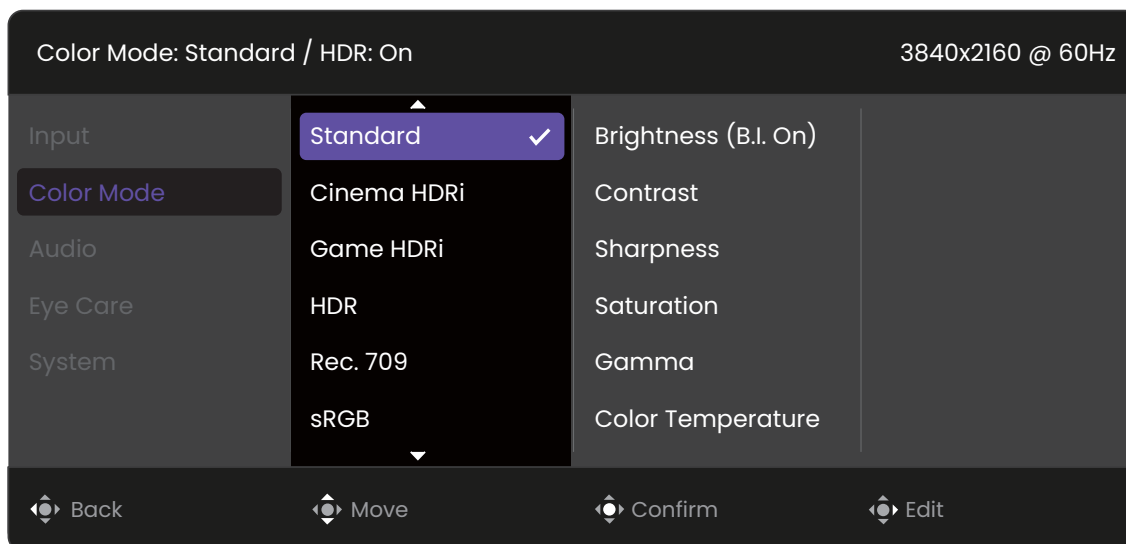 Color Mode: Standard / HDR: On
3840x2160 @ 60Hz
Input
Color Mode
Audio
Eye Care
System
Standard
Cinema HDRi
Game HDRi
HDR
Rec. 709
sRGB
Brightness (B.I. On)
Contrast
Sharpness
Saturation
Gamma
Color Temperature
Back
Move
Confirm
Edit